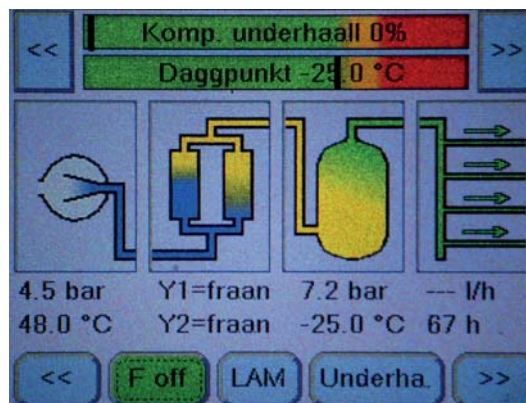 << Komp. underhaall 0% >>
Daggpunkt -25.0 °C
4.5 bar Y1=fraan 7.2 bar --- l/h
48.0 °C Y2=fraan -25.0 °C 67 h
<< F off LAM Underha. >>